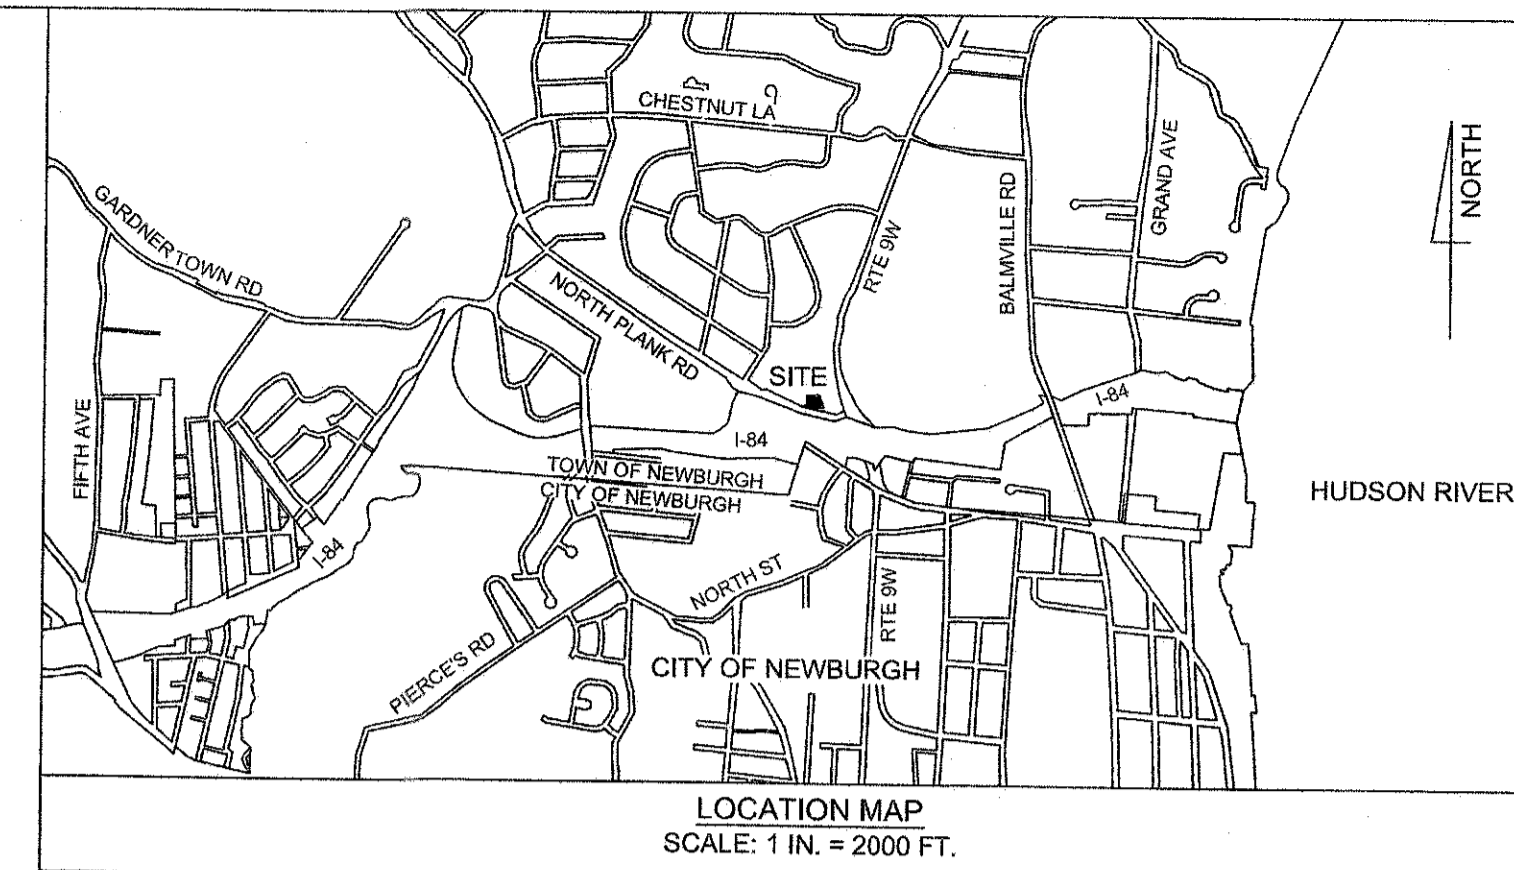 CHESTNUT LA
GRAND AVE
NORTH
GARDNER TOWN RD
RTE 9W
BALMVILLE RD
NORTH PLANK RD
SITE
I-84
FIFTH AVE
I-84
TOWN OF NEWBURGH
CITY OF NEWBURGH
HUDSON RIVER
I-84
NORTH ST
RTE 9W
PIERCE'S RD
CITY OF NEWBURGH
LOCATION MAP
SCALE: 1 IN. = 2000 FT.